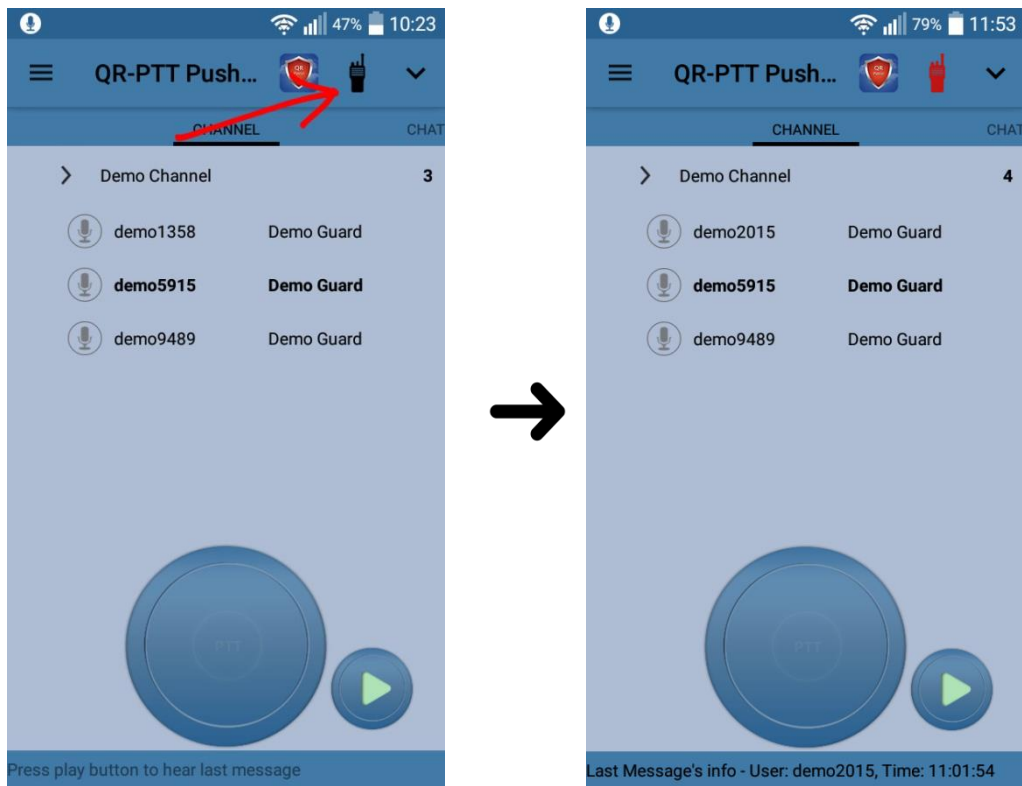 47% 10:23
QR-PTT Push...
CHANNEL CHAT
Demo Channel 3
demo1358 Demo Guard
demo5915 Demo Guard
demo9489 Demo Guard
PTT
Press play button to hear last message
79% 11:53
QR-PTT Push...
CHANNEL CHAT
Demo Channel 4
demo2015 Demo Guard
demo5915 Demo Guard
demo9489 Demo Guard
PTT
Last Message's info - User: demo2015, Time: 11:01:54